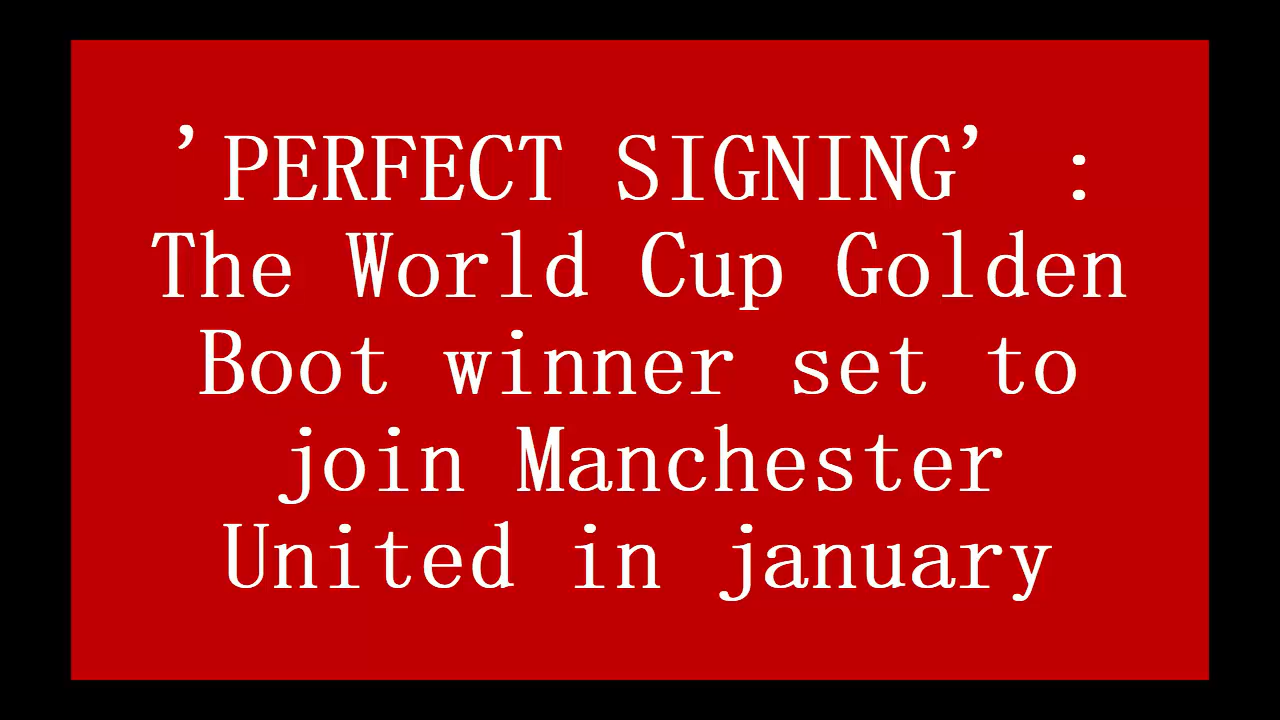 ’PERFECT SIGNING’ :
The World Cup Golden
Boot winner set to
join Manchester
United in january